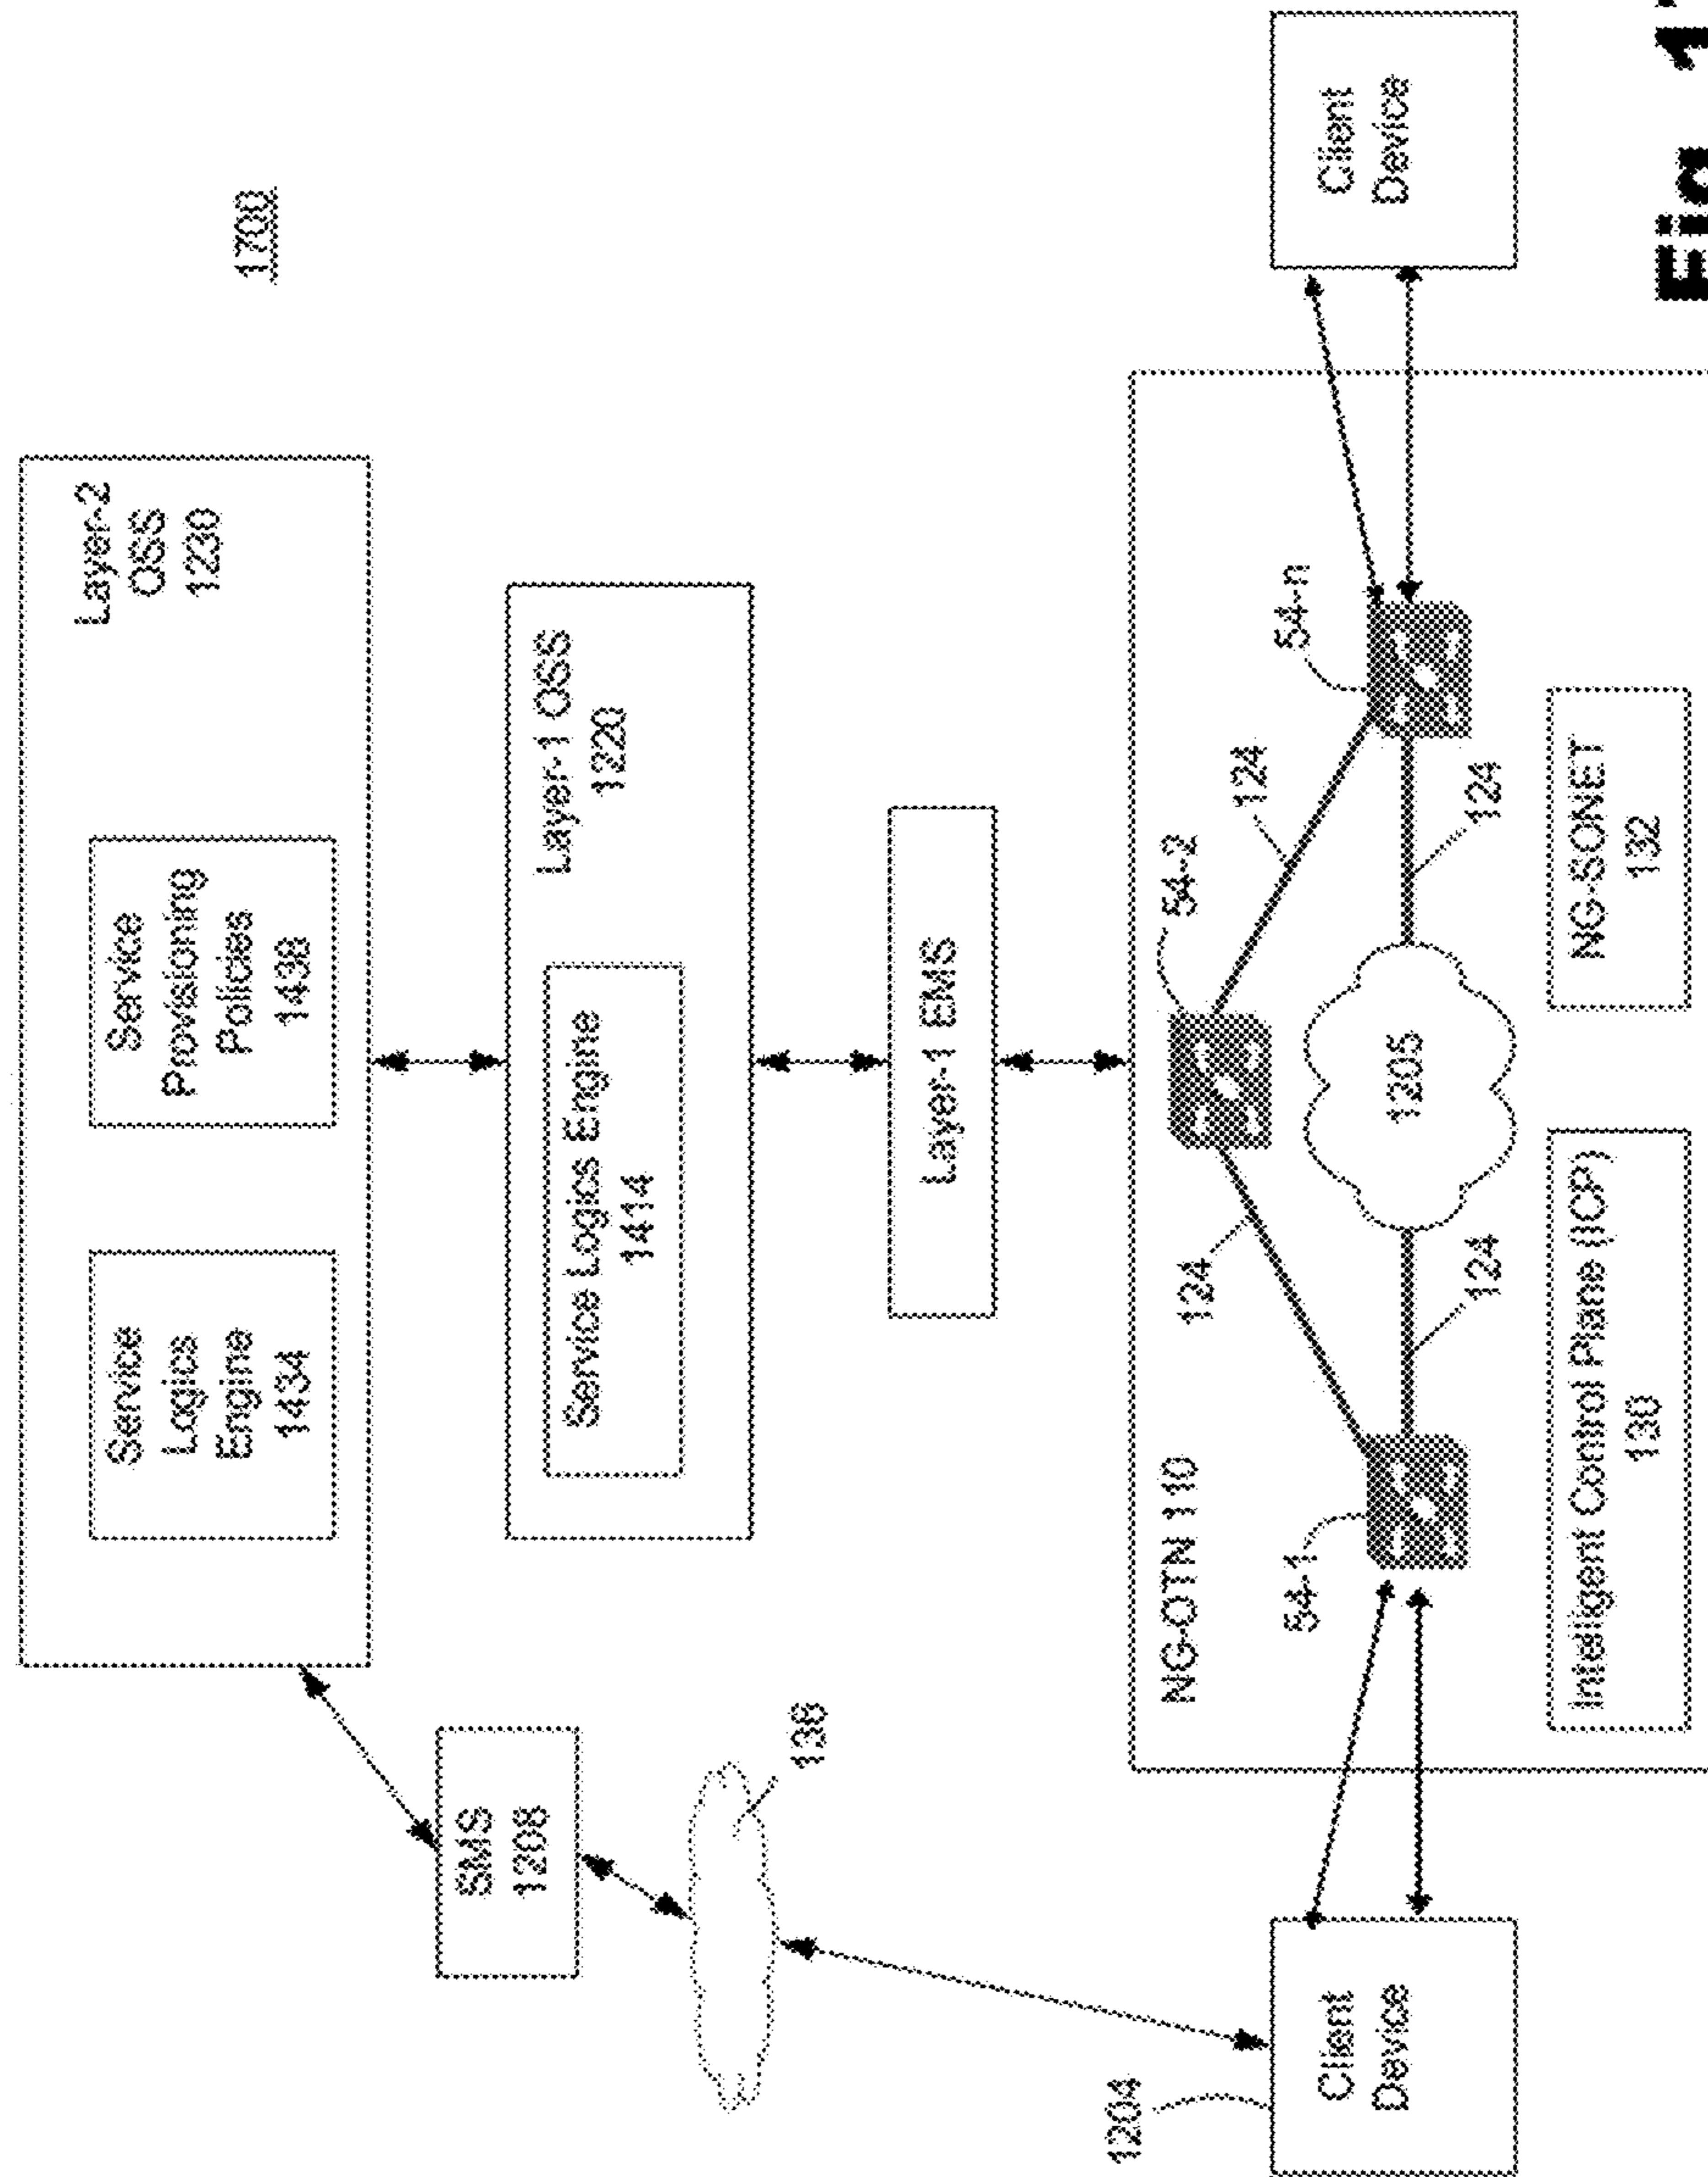 1700
Layer-2
OSS
1230
Service
Logics
Engine
1434
Service
Provisioning
Policies
1438
Layer-1 OSS
1220
Service Logics Engine
1414
SMS
1208
136
Layer-1 EMS
NG-OTN 110
54-1
54-2
54-n
124
124
124
124
1205
Intelligent Control Plane (ICP)
130
NG-SONET
132
1204
Client
Device
Client
Device